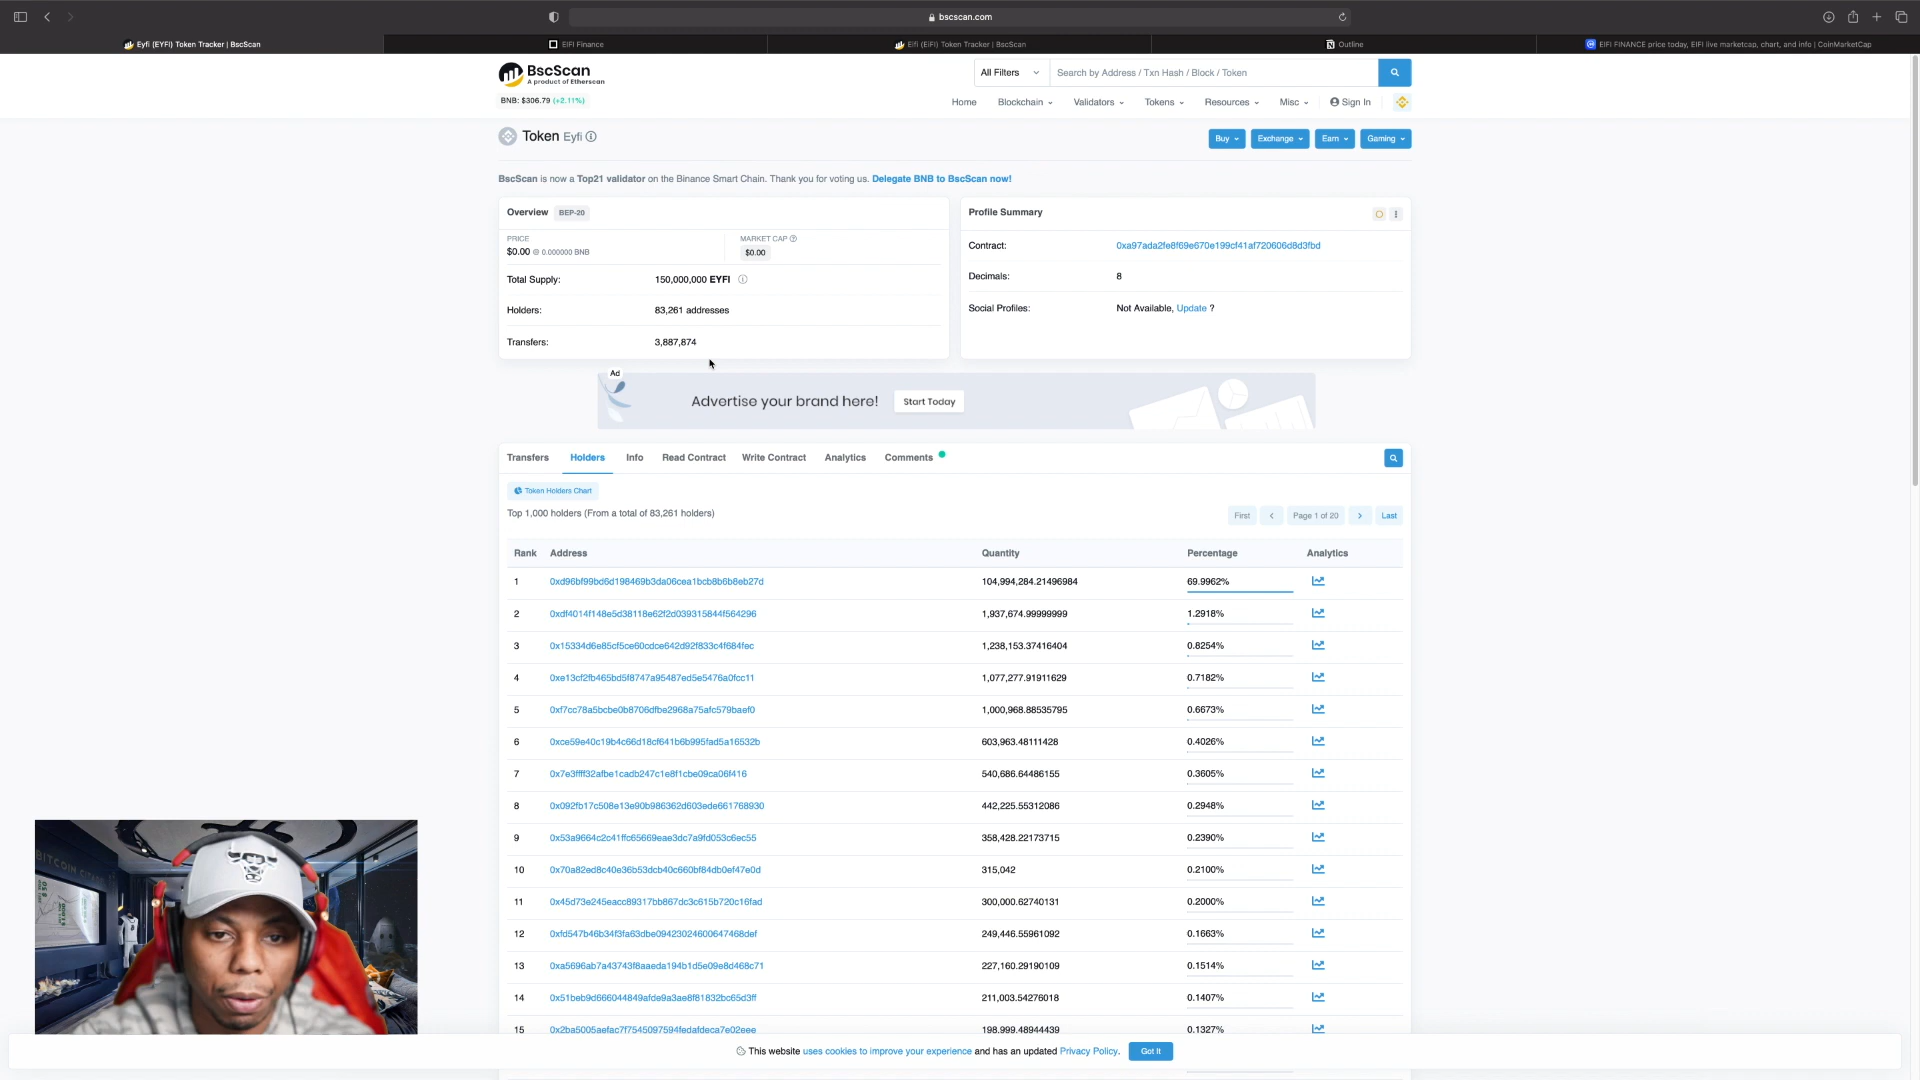 bscscan.com
Eyfi (EYFI) Token Tracker | BscScan
EIFI Finance
Eifi (EIFI) Token Tracker | BscScan
Outline
EIFI FINANCE price today, EIFI live marketcap, chart, and info | CoinMarketCap
BscScan
A product of Etherscan
All Filters
Search by Address / Txn Hash / Block / Token
BNB: $306.79 (+2.11%)
Home Blockchain Validators Tokens Resources Misc Sign In
Token Eyfi
Buy Exchange Earn Gaming
BscScan is now a Top21 validator on the Binance Smart Chain. Thank you for voting us. Delegate BNB to BscScan now!
Overview BEP-20
PRICE
$0.00 @ 0.000000 BNB
MARKET CAP
$0.00
Total Supply: 150,000,000 EYFI
Holders: 83,261 addresses
Transfers: 3,887,874
Profile Summary
Contract: 0xa97ada2fe8f69e670e199cf41af720606d8d3fbd
Decimals: 8
Social Profiles: Not Available, Update ?
Ad
Advertise your brand here! Start Today
Transfers Holders Info Read Contract Write Contract Analytics Comments
Token Holders Chart
Top 1,000 holders (From a total of 83,261 holders)
First Page 1 of 20 Last
Rank Address Quantity Percentage Analytics
1 0xd96bf99bd6d198469b3da06cea1bcb8b6b8eb27d 104,994,284.21496984 69.9962%
2 0xdf4014f148e5d38118e62f2d039315844f564296 1,937,674.99999999 1.2918%
3 0x15334d6e85cf5ce60cdce642d92f833c4f684fec 1,238,153.37416404 0.8254%
4 0xe13cf2fb465bd5f8747a95487ed5e5476a0fcc11 1,077,277.91911629 0.7182%
5 0xf7cc78a5bcbe0b8706dfbe2968a75afc579baef0 1,000,968.88535795 0.6673%
6 0xce59e40c19b4c66d18cf641b6b995fad5a16532b 603,963.48111428 0.4026%
7 0x7e3ffff32afbe1cadb247c1e8f1cbe09ca06f416 540,686.64486155 0.3605%
8 0x092fb17c508e13e90b986362d603ede661768930 442,225.55312086 0.2948%
9 0x53a9664c2c41ffc65669eae3dc7a9fd053c6ec55 358,428.22173715 0.2390%
10 0x70a82ed8c40e36b53dcb40c660bf84db0ef47e0d 315,042 0.2100%
11 0x45d73e245eacc89317bb867dc3c615b720c16fad 300,000.62740131 0.2000%
12 0xfd547b46b34f3fa63dbe09423024600647468def 249,446.55961092 0.1663%
13 0xa5696ab7a43743f8aaeda194b1d5e09e8d468c71 227,160.29190109 0.1514%
14 0x51beb9d666044849afde9a3ae8f81832bc65d3ff 211,003.54276018 0.1407%
15 0x2ba5005aefac7f7545097594fedafdeca7e02eee 198,999.48944439 0.1327%
This website uses cookies to improve your experience and has an updated Privacy Policy. Got It